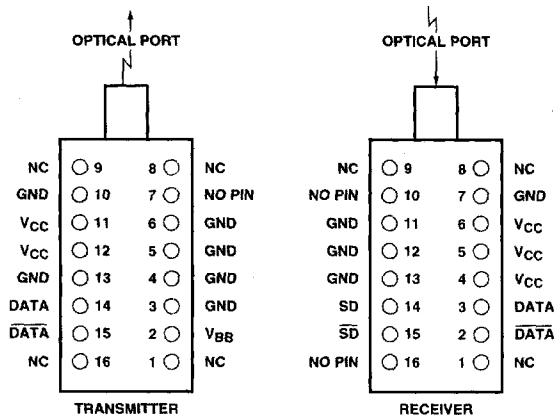 OPTICAL PORT OPTICAL PORT
NC 9 8 NC NC 9 8 NC
GND 10 7 NO PIN NO PIN 10 7 GND
VCC 11 6 GND GND 11 6 VCC
VCC 12 5 GND GND 12 5 VCC
GND 13 4 GND GND 13 4 VCC
DATA 14 3 GND SD 14 3 DATA
D̅A̅T̅A̅ 15 2 VBB S̅D̅ 15 2 D̅A̅T̅A̅
NC 16 1 NC NO PIN 16 1 NC
TRANSMITTER RECEIVER